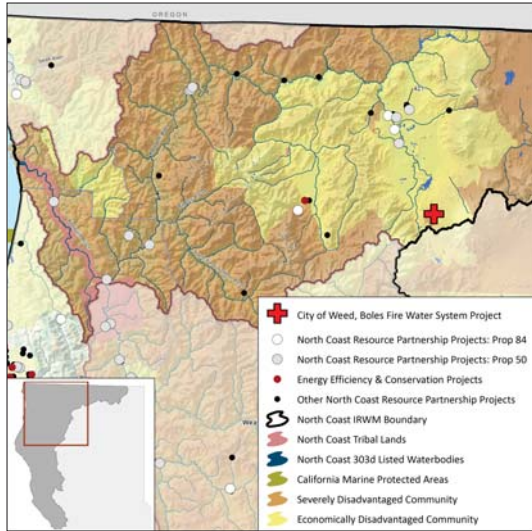 OREGON
City of Weed, Boles Fire Water System Project
North Coast Resource Partnership Projects: Prop 84
North Coast Resource Partnership Projects: Prop 50
Energy Efficiency & Conservation Projects
Other North Coast Resource Partnership Projects
North Coast IRWM Boundary
North Coast Tribal Lands
North Coast 303d Listed Waterbodies
California Marine Protected Areas
Severely Disadvantaged Community
Economically Disadvantaged Community